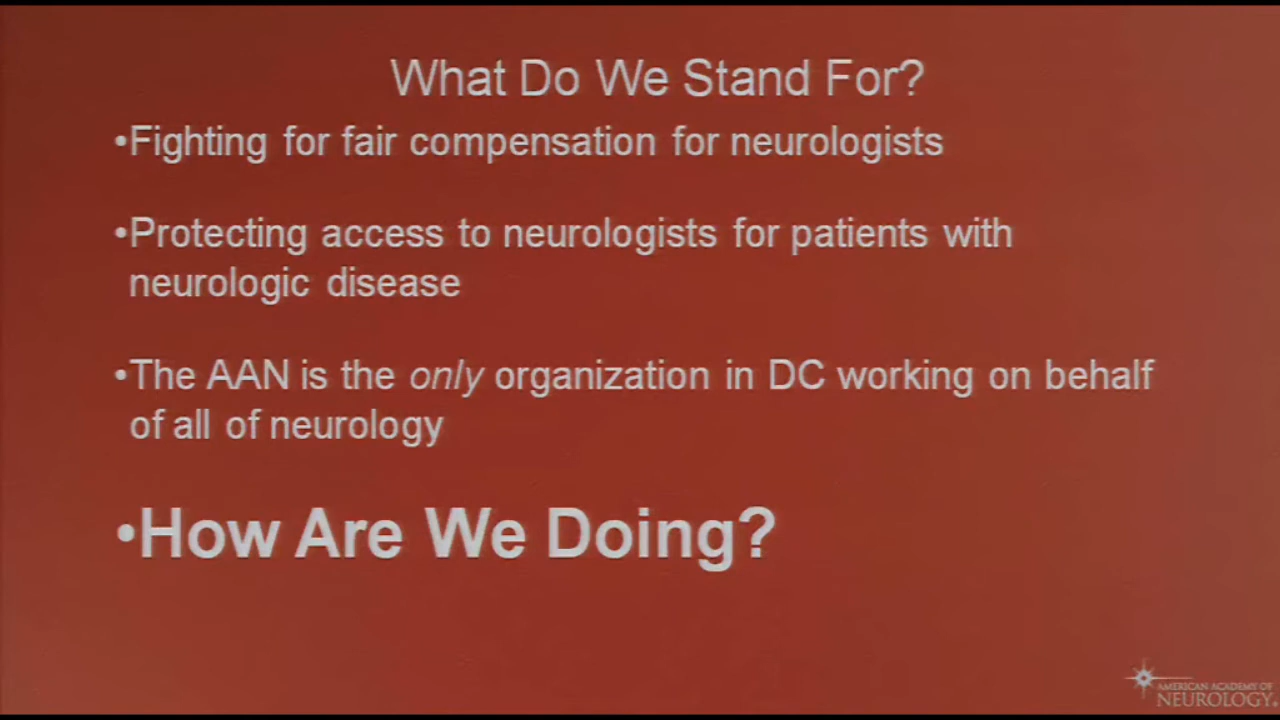 What Do We Stand For?
•Fighting for fair compensation for neurologists
•Protecting access to neurologists for patients with
neurologic disease
•The AAN is the only organization in DC working on behalf
of all of neurology
•How Are We Doing?
AMERICAN ACADEMY OF
NEUROLOGY®